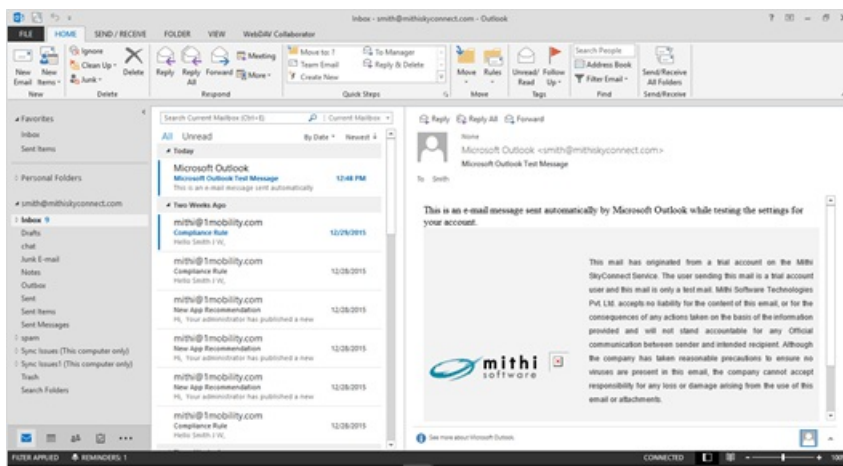 Inbox - smith@mithiskyconnect.com - Outlook
FILE HOME SEND / RECEIVE FOLDER VIEW WebDAV Collaborator
New Email
New Items
New
Ignore
Clean Up
Junk
Delete
Delete
Reply
Reply All
Forward
Meeting
More
Respond
Move to: ?
Team Email
Create New
To Manager
Reply & Delete
Quick Steps
Move
Rules
Move
Unread/ Read
Follow Up
Tags
Search People
Address Book
Filter Email
Find
Send/Receive All Folders
Send/Receive
Favorites
Inbox
Sent Items
Personal Folders
smith@mithiskyconnect.com
Inbox 9
Drafts
chat
Junk E-mail
Notes
Outbox
Sent
Sent Items
Sent Messages
spam
Sync Issues (This computer only)
Sync Issues1 (This computer only)
Trash
Search Folders
Search Current Mailbox (Ctrl+E) Current Mailbox
All Unread By Date Newest
Today
Microsoft Outlook
Microsoft Outlook Test Message 12:48 PM
This is an e-mail message sent automatically
Two Weeks Ago
mithi@1mobility.com
Compliance Rule 12/29/2015
Hello Smith J W,
mithi@1mobility.com
Compliance Rule 12/28/2015
Hello Smith J W,
mithi@1mobility.com
New App Recommendation 12/28/2015
Hi, Your administrator has published a new
mithi@1mobility.com
New App Recommendation 12/28/2015
Hi, Your administrator has published a new
mithi@1mobility.com
New App Recommendation 12/28/2015
Hi, Your administrator has published a new
mithi@1mobility.com
Compliance Rule 12/28/2015
Hello Smith J W,
Reply Reply All Forward
None
Microsoft Outlook <smith@mithiskyconnect.com>
Microsoft Outlook Test Message
To Smith
This is an e-mail message sent automatically by Microsoft Outlook while testing the settings for
your account.
mithi
software
This mail has originated from a trial account on the Mithi
SkyConnect Service. The user sending this mail is a trial account
user and this mail is only a test mail. Mithi Software Technologies
Pvt. Ltd. accepts no liability for the content of this email, or for the
consequences of any actions taken on the basis of the information
provided and will not stand accountable for any Official
communication between sender and intended recipient. Although
the company has taken reasonable precautions to ensure no
viruses are present in this email, the company cannot accept
responsibility for any loss or damage arising from the use of this
email or attachments.
See more about Microsoft Outlook.
FILTER APPLIED REMINDERS: 1 CONNECTED